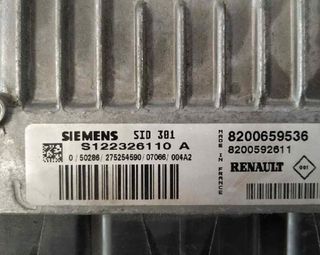 SIEMENS SID 301
S122326110 A
0/50286/275254590/07066/004A2
MADE IN FRANCE
8200659536
8200592611
RENAULT